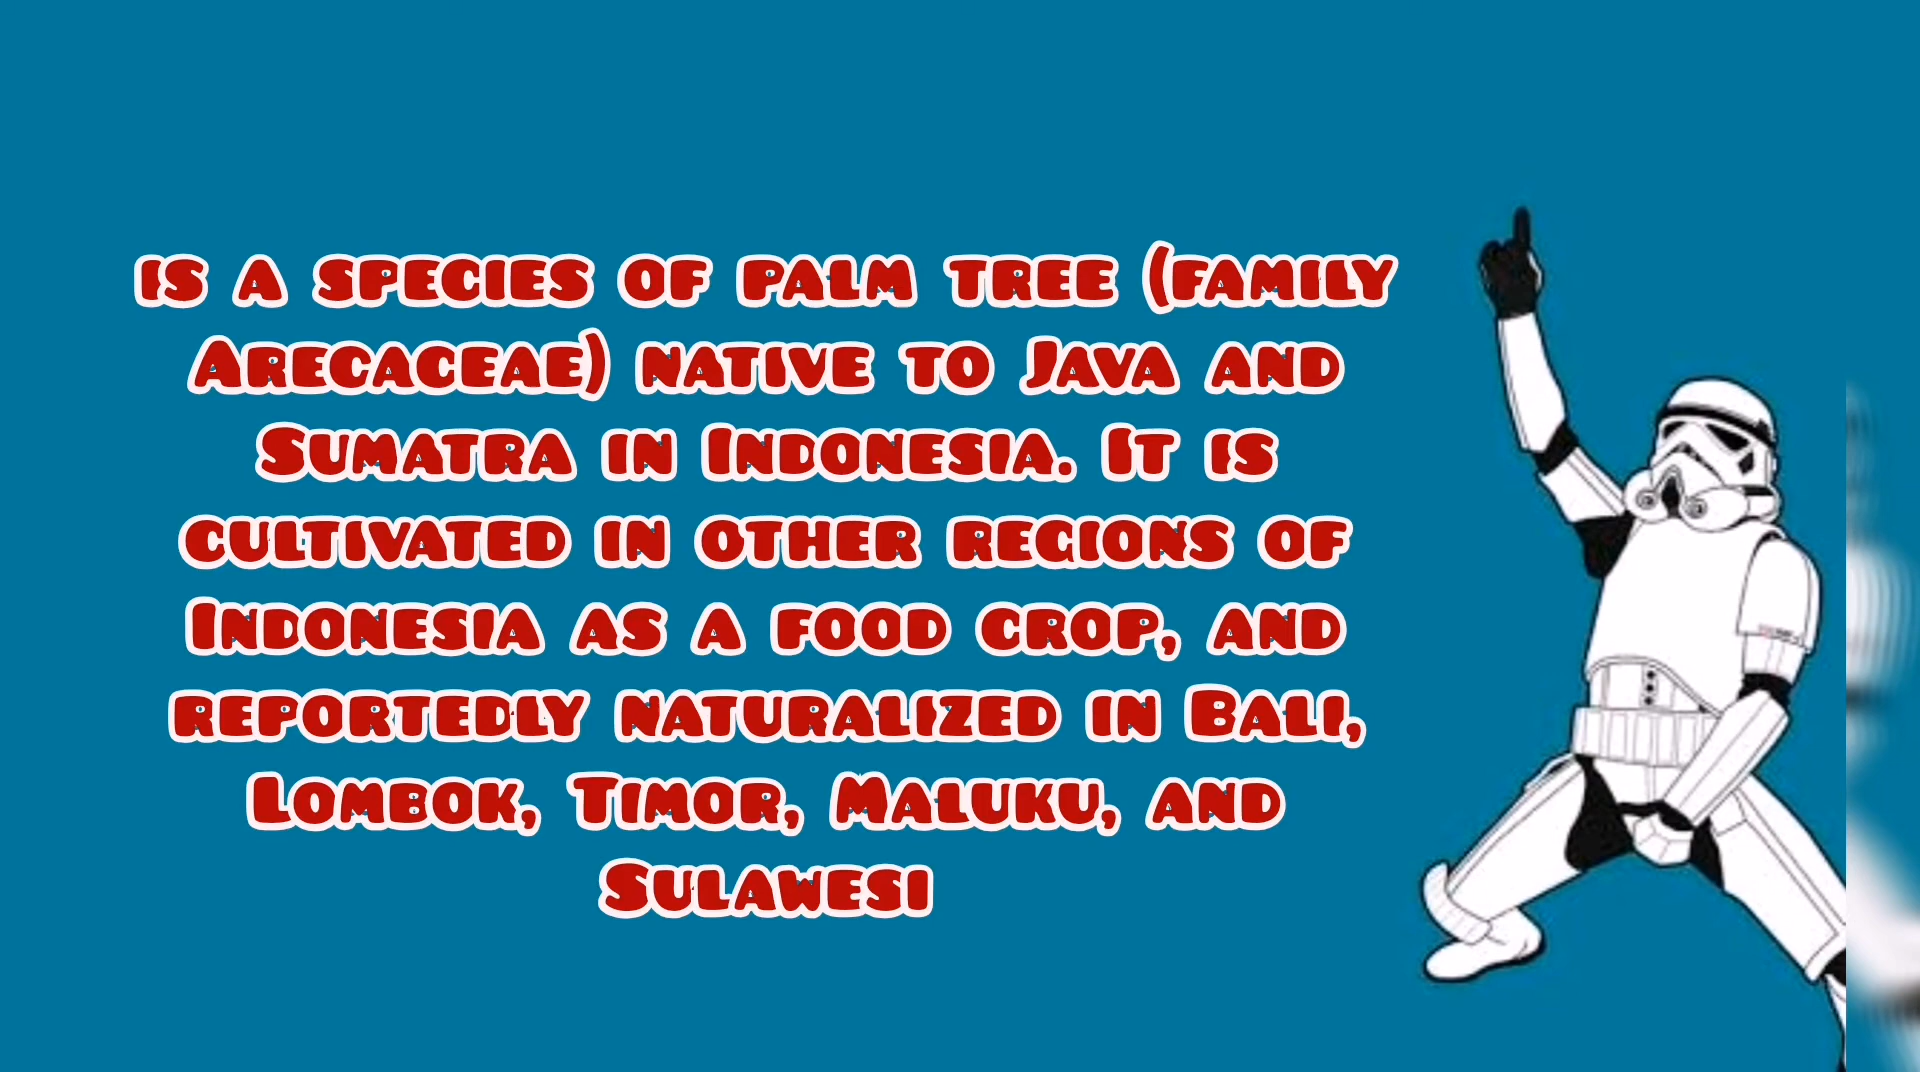 is a species of palm tree (family
Arecaceae) native to Java and
Sumatra in Indonesia. It is
cultivated in other regions of
Indonesia as a food crop, and
reportedly naturalized in Bali,
Lombok, Timor, Maluku, and
Sulawesi